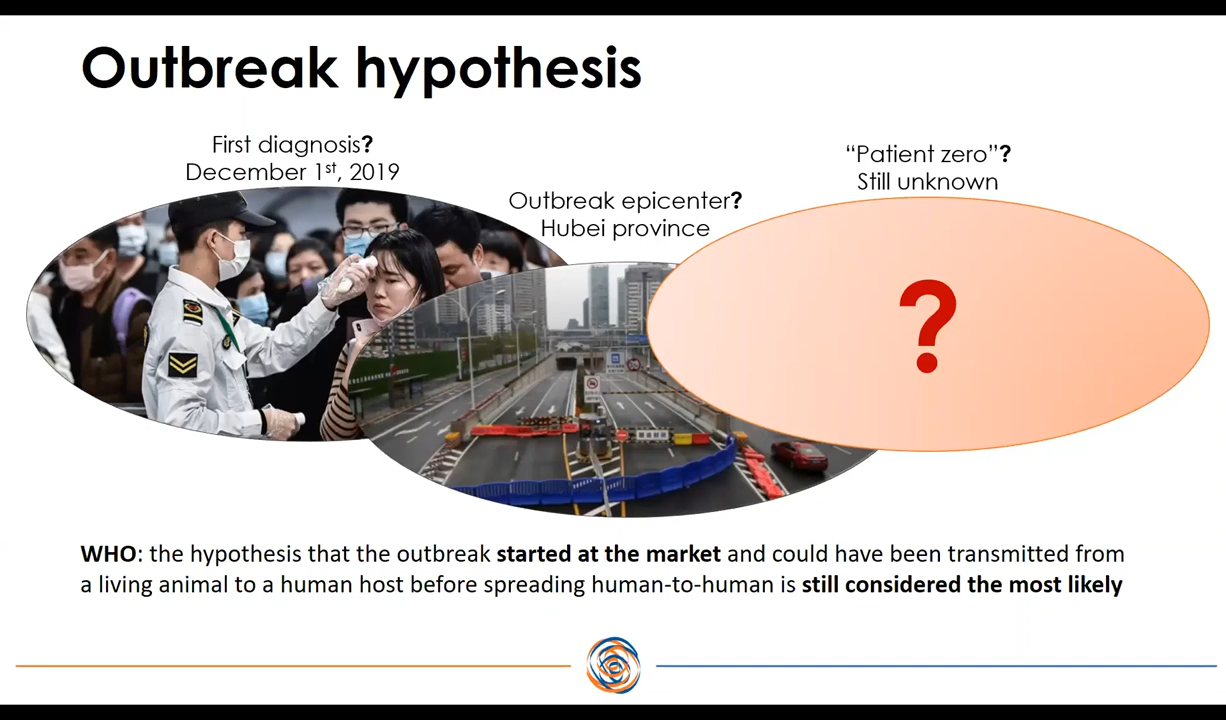 Outbreak hypothesis
First diagnosis?
December 1st, 2019
Outbreak epicenter?
Hubei province
“Patient zero”?
Still unknown
?
WHO: the hypothesis that the outbreak started at the market and could have been transmitted from
a living animal to a human host before spreading human-to-human is still considered the most likely